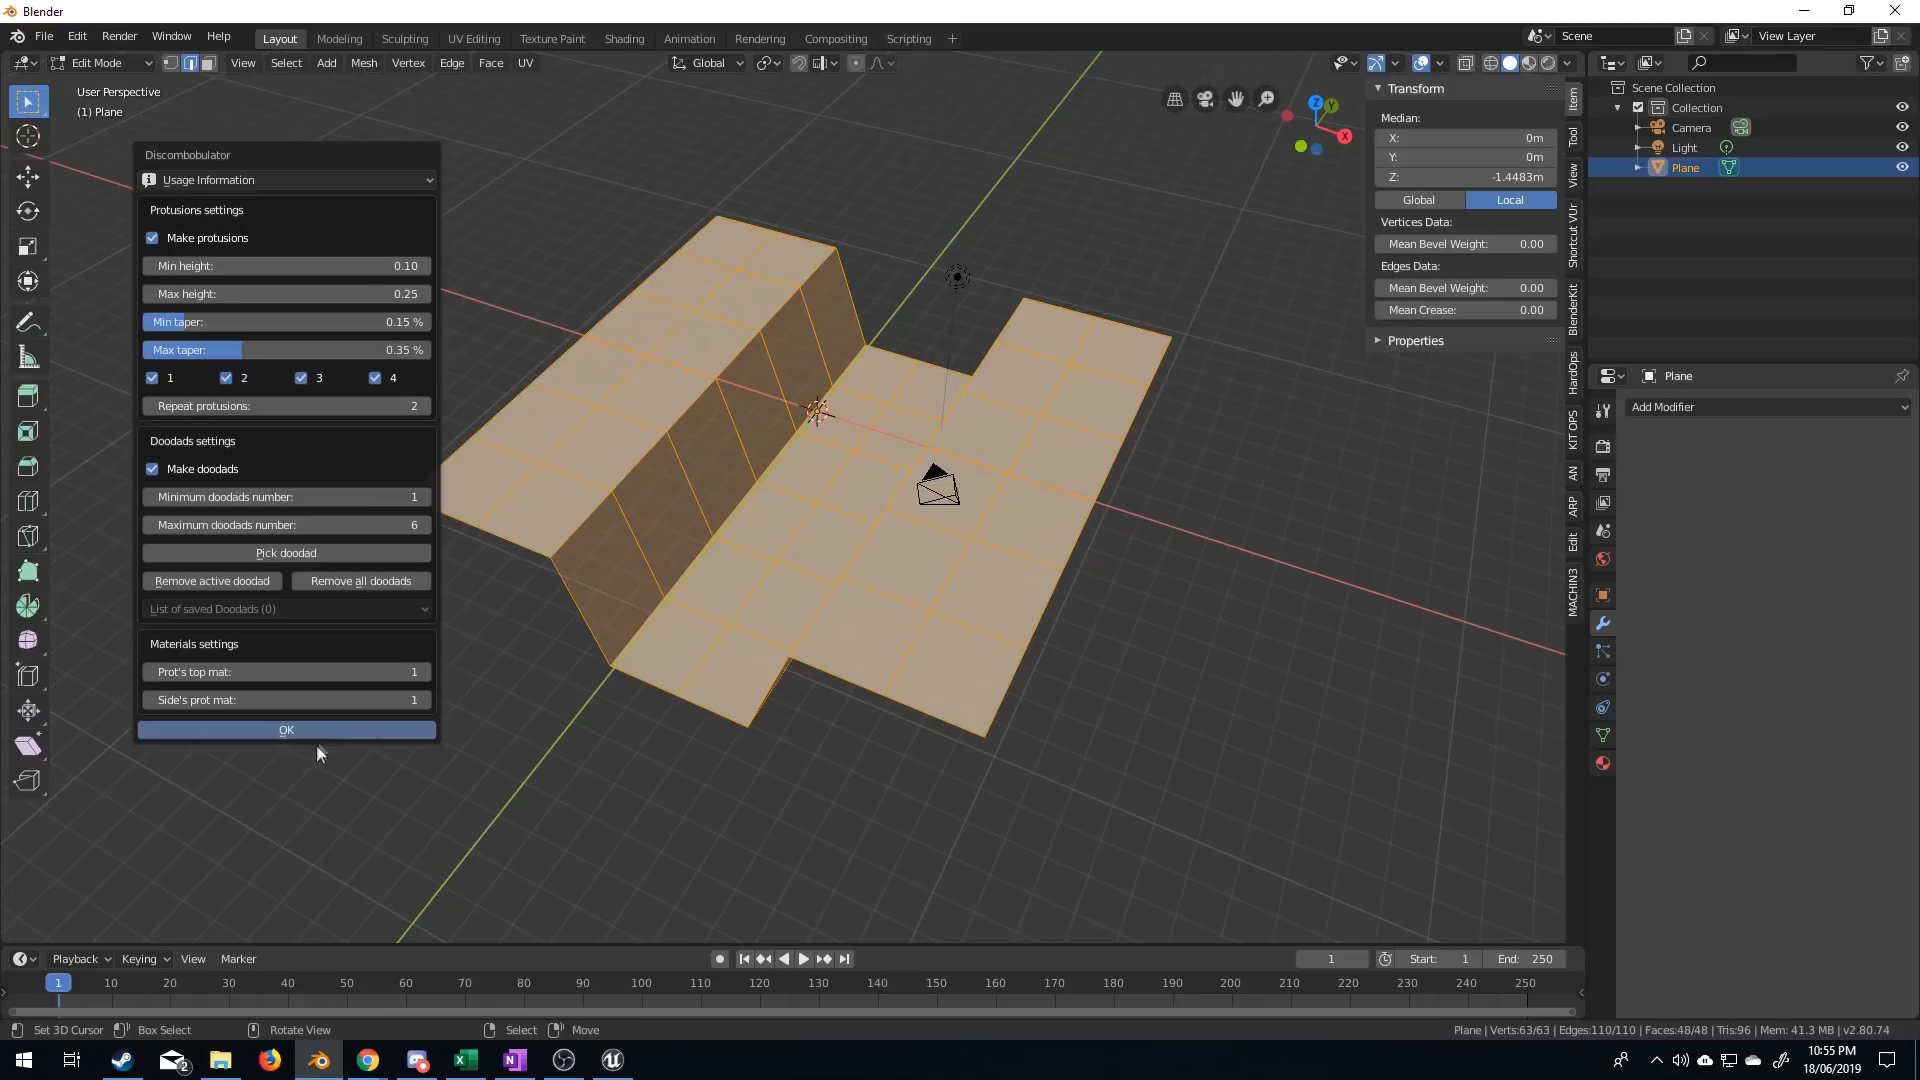 Blender
File Edit Render Window Help
Layout Modeling Sculpting UV Editing Texture Paint Shading Animation Rendering Compositing Scripting +
Scene
View Layer
Edit Mode View Select Add Mesh Vertex Edge Face UV
Global
User Perspective
(1) Plane
Discombobulator
Usage Information
Protusions settings
Make protusions
Min height: 0.10
Max height: 0.25
Min taper: 0.15 %
Max taper: 0.35 %
1 2 3 4
Repeat protusions: 2
Doodads settings
Make doodads
Minimum doodads number: 1
Maximum doodads number: 6
Pick doodad
Remove active doodad Remove all doodads
List of saved Doodads (0)
Materials settings
Prot's top mat: 1
Side's prot mat: 1
OK
Z
Y
X
Transform
Median:
X: 0m
Y: 0m
Z: -1.4483m
Global Local
Vertices Data:
Mean Bevel Weight: 0.00
Edges Data:
Mean Bevel Weight: 0.00
Mean Crease: 0.00
Properties
Item
Tool
View
Shortcut VUr
BlenderKit
HardOps
KIT OPS
AN
ARP
Edit
MACHIN3
Scene Collection
Collection
Camera
Light
Plane
Plane
Add Modifier
Playback Keying View Marker
1
Start: 1 End: 250
1 10 20 30 40 50 60 70 80 90 100 110 120 130 140 150 160 170 180 190 200 210 220 230 240 250
Set 3D Cursor Box Select Rotate View Select Move
Plane | Verts:63/63 | Edges:110/110 | Faces:48/48 | Tris:96 | Mem: 41.3 MB | v2.80.74
2
10:55 PM
18/06/2019